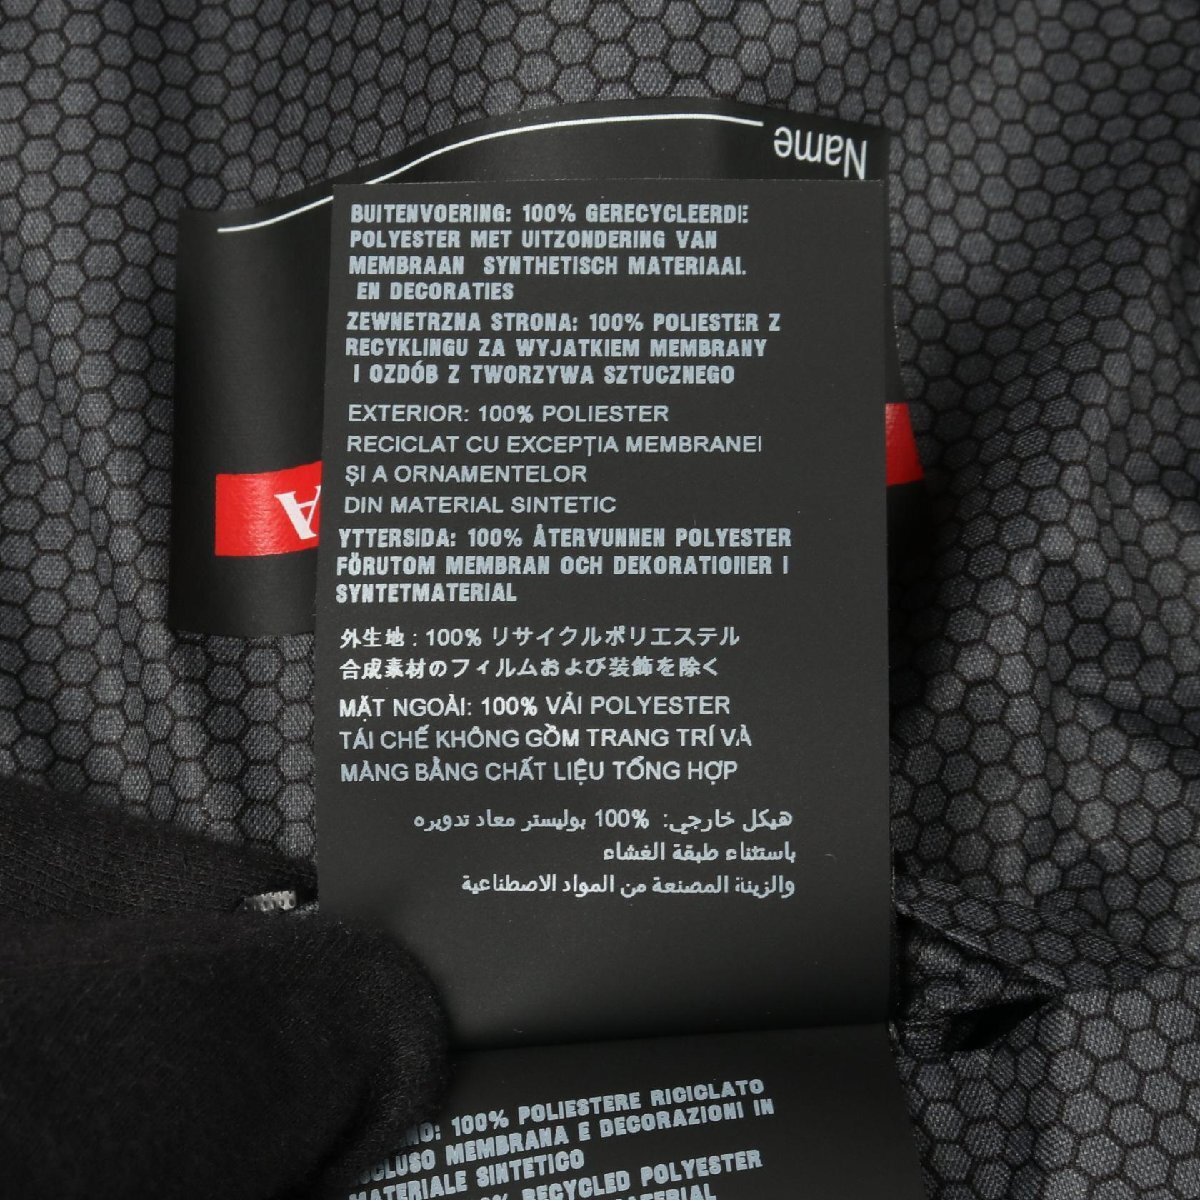 Name
BUITENVOERING: 100% GERECYCLEERDE
POLYESTER MET UITZONDERING VAN
MEMBRAAN SYNTHETISCH MATERIAAL
EN DECORATIES
ZEWNETRZNA STRONA: 100% POLIESTER Z
RECYKLINGU ZA WYJATKIEM MEMBRANY
I OZDÓB Z TWORZYWA SZTUCZNEGO
EXTERIOR: 100% POLIESTER
RECICLAT CU EXCEPȚIA MEMBRANEI
ȘI A ORNAMENTELOR
DIN MATERIAL SINTETIC
YTTERSIDA: 100% ÅTERVUNNEN POLYESTER
FÖRUTOM MEMBRAN OCH DEKORATIONER I
SYNTETMATERIAL
外生地 : 100% リサイクルポリエステル
合成素材のフィルムおよび装飾を除く
MẶT NGOÀI: 100% VẢI POLYESTER
TÁI CHẾ KHÔNG GỒM TRANG TRÍ VÀ
MÀNG BẰNG CHẤT LIỆU TỔNG HỢP
هيكل خارجي: 100% بوليستر معاد تدويره
باستثناء طبقة الغشاء
والزينة المصنعة من المواد الاصطناعية
100% POLIESTERE RICICLATO
MEMBRANA E DECORAZIONI IN
MATERIALE SINTETICO
RECYCLED POLYESTER
MATERIAL